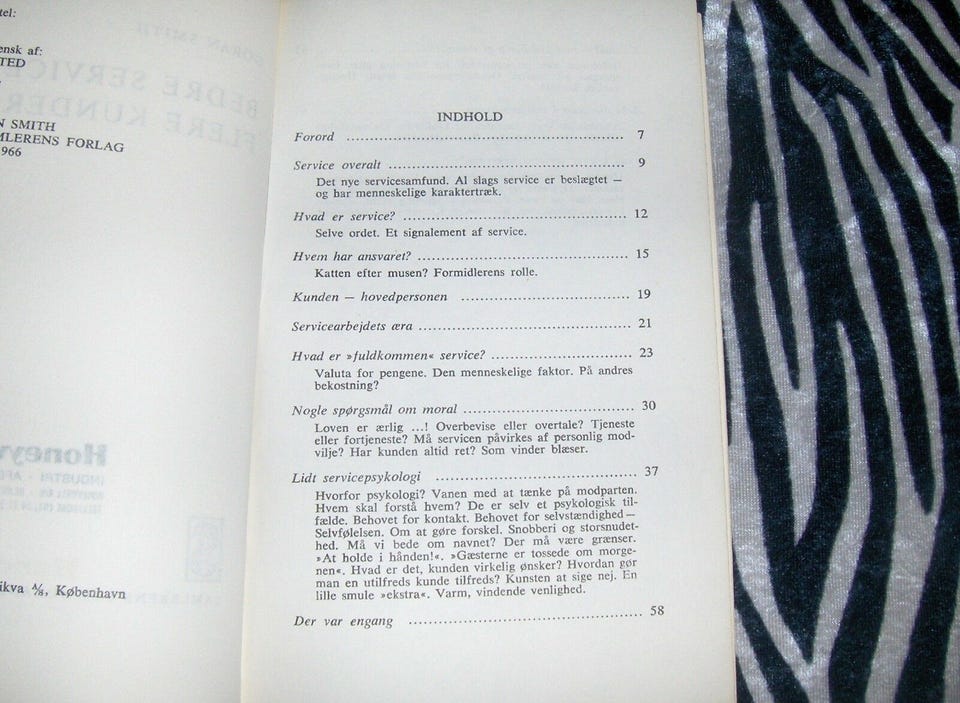 tel:
ensk af:
TED
N SMITH
MLERENS FORLAG
966
ikva A/S, København
INDHOLD
Forord 7
Service overalt 9
Det nye servicesamfund. Al slags service er beslægtet —
og har menneskelige karaktertræk.
Hvad er service? 12
Selve ordet. Et signalement af service.
Hvem har ansvaret? 15
Katten efter musen? Formidlerens rolle.
Kunden — hovedpersonen 19
Servicearbejdets æra 21
Hvad er »fuldkommen« service? 23
Valuta for pengene. Den menneskelige faktor. På andres
bekostning?
Nogle spørgsmål om moral 30
Loven er ærlig ...! Overbevise eller overtale? Tjeneste
eller fortjeneste? Må servicen påvirkes af personlig mod-
vilje? Har kunden altid ret? Som vinder blæser.
Lidt servicepsykologi 37
Hvorfor psykologi? Vanen med at tænke på modparten.
Hvem skal forstå hvem? De er selv et psykologisk til-
fælde. Behovet for kontakt. Behovet for selvstændighed —
Selvfølelsen. Om at gøre forskel. Snobberi og storsnudet-
hed. Må vi bede om navnet? Der må være grænser.
»At holde i hånden!«. »Gæsterne er tossede om morge-
nen«. Hvad er det, kunden virkelig ønsker? Hvordan gør
man en utilfreds kunde tilfreds? Kunsten at sige nej. En
lille smule »ekstra«. Varm, vindende venlighed.
Der var engang 58